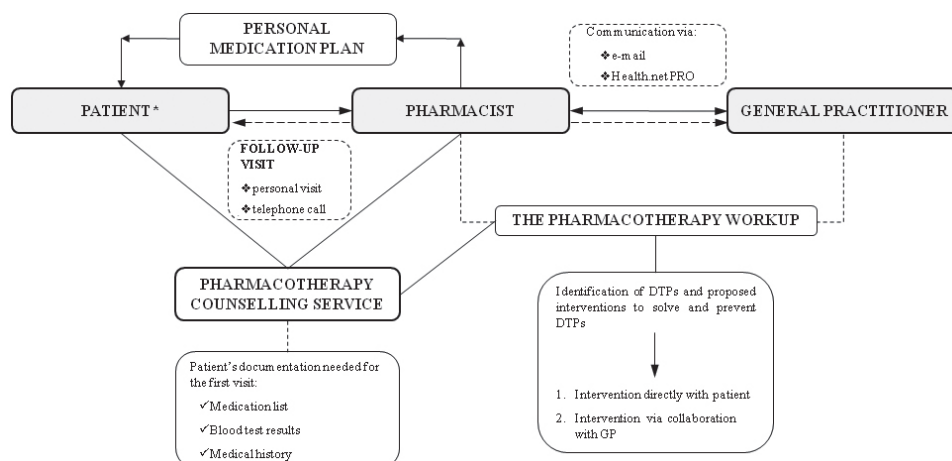 PERSONAL
MEDICATION PLAN
Communication via:
❖e-mail
❖Health.net PRO
PATIENT*
PHARMACIST
GENERAL PRACTITIONER
FOLLOW-UP
VISIT
❖personal visit
❖telephone call
THE PHARMACOTHERAPY WORKUP
PHARMACOTHERAPY
COUNSELLING SERVICE
Identification of DTPs and proposed
interventions to solve and prevent
DTPs
1. Intervention directly with patient
2. Intervention via collaboration
with GP
Patient's documentation needed for
the first visit:
✓Medication list
✓Blood test results
✓Medical history